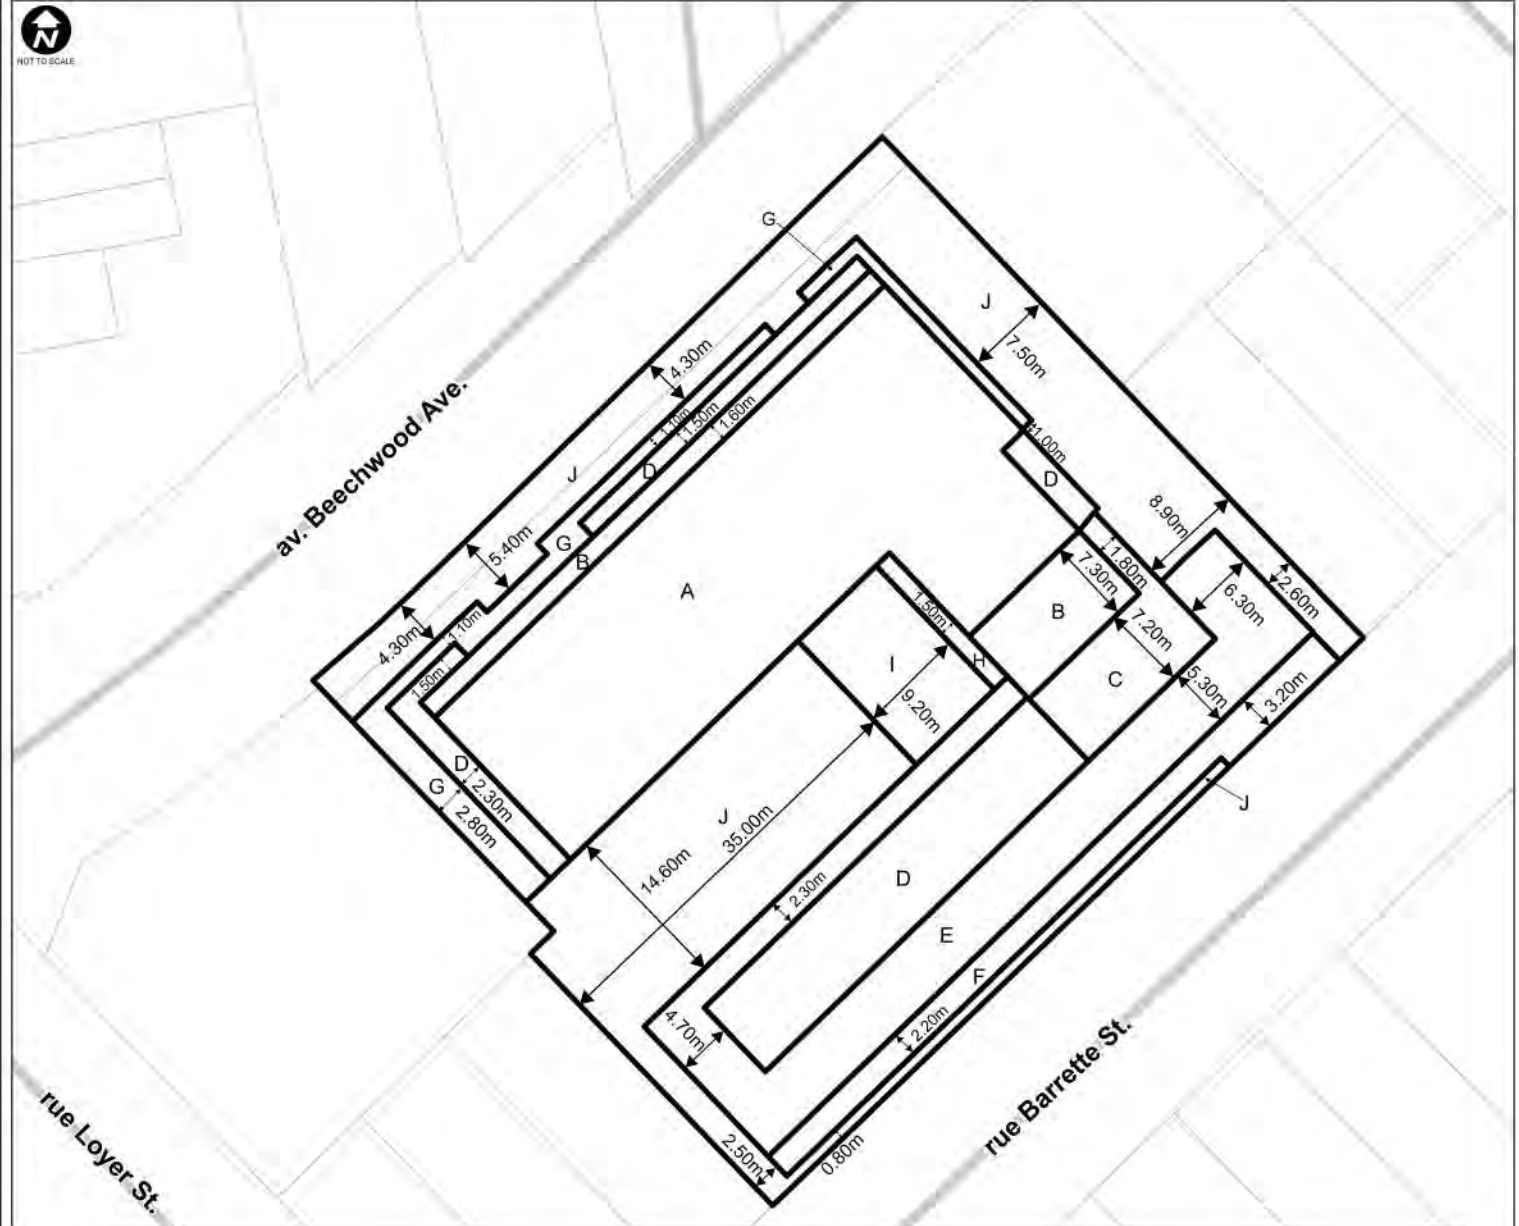 N
NOT TO SCALE
G
J
7.50m
4.30m
1.10m
1.50m
1.60m
av. Beechwood Ave.
J
D
1.00m
D
8.90m
5.40m
G
B
1.80m
2.60m
A
7.30m
6.30m
1.50m
B
7.20m
4.30m
1.10m
I
H
C
1.50m
9.20m
5.30m
3.20m
D
G
2.30m
2.80m
J
35.00m
J
14.60m
2.30m
D
E
F
4.70m
2.20m
rue Barrette St.
rue Loyer St.
2.50m
0.80m